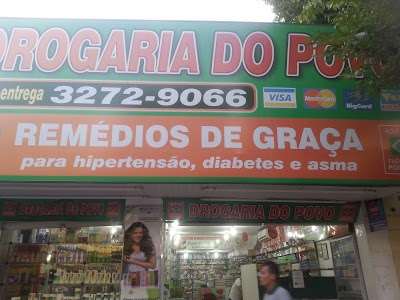 DROGARIA DO POVO
entrega 3272-9066
VISA MasterCard BigCard
REMÉDIOS DE GRAÇA
para hipertensão, diabetes e asma
DROGARIA DO POVO
DROGARIA DO POVO